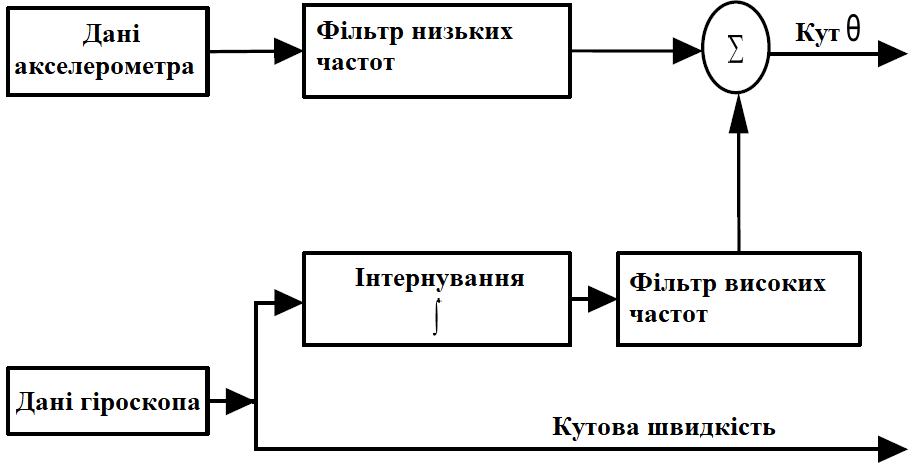 Дані
акселерометра
Фільтр низьких
частот
Σ
Кут θ
Інтернування
∫
Фільтр високих
частот
Дані гіроскопа
Кутова швидкість